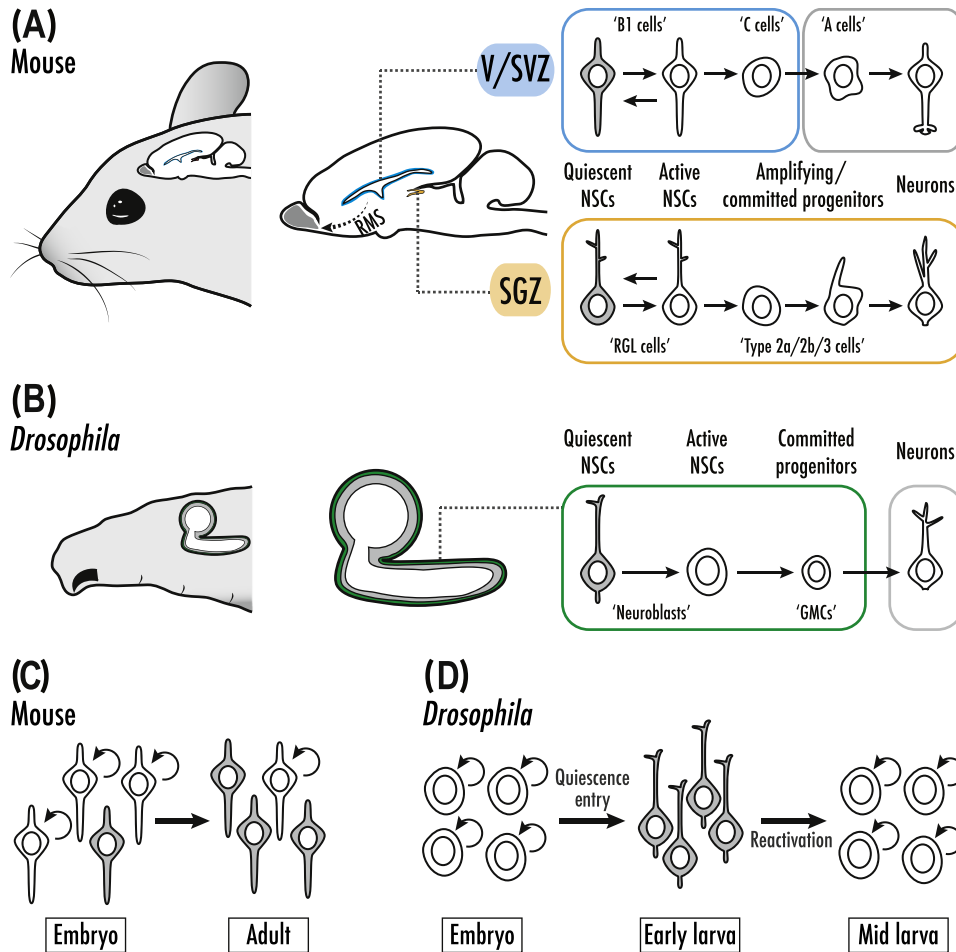 (A)
Mouse
V/SVZ
'B1 cells'
'C cells'
'A cells'
RMS
Quiescent
NSCs
Active
NSCs
Amplifying/
committed progenitors
Neurons
SGZ
'RGL cells'
'Type 2a/2b/3 cells'
(B)
Drosophila
Quiescent
NSCs
Active
NSCs
Committed
progenitors
Neurons
'Neuroblasts'
'GMCs'
(C)
Mouse
Embryo
Adult
(D)
Drosophila
Quiescence
entry
Reactivation
Embryo
Early larva
Mid larva